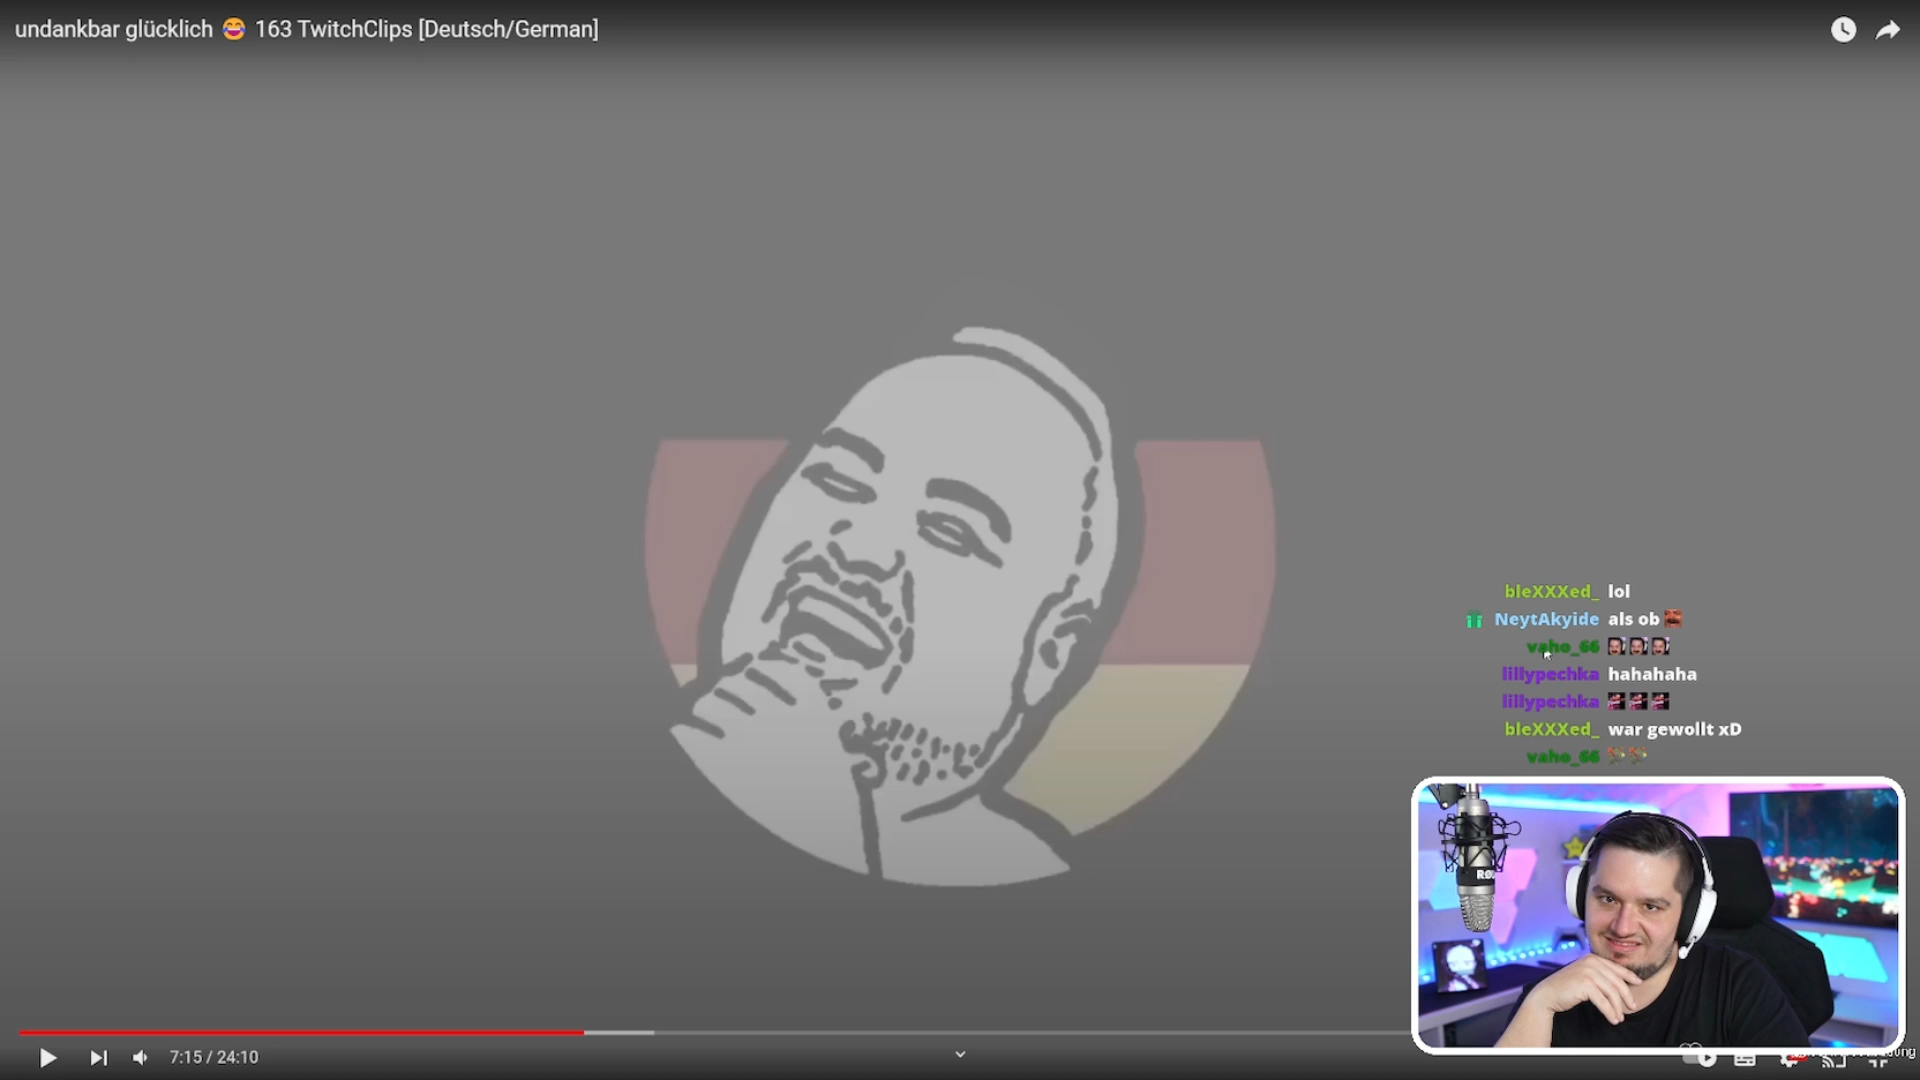 undankbar glücklich 😂 163 TwitchClips [Deutsch/German]
bleXXXed_ lol
NeytAkyide als ob
vaho_66
lillypechka hahahaha
lillypechka
bleXXXed_ war gewollt xD
vaho_66
7:15 / 24:10